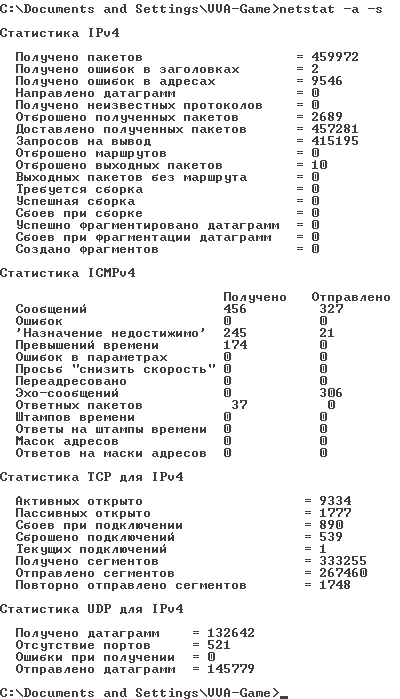 C:\Documents and Settings\VVA-Game>netstat -a -s
Статистика IPv4
Получено пакетов = 459972
Получено ошибок в заголовках = 2
Получено ошибок в адресах = 9546
Направлено датаграмм = 0
Получено неизвестных протоколов = 0
Отброшено полученных пакетов = 2689
Доставлено полученных пакетов = 457281
Запросов на вывод = 415195
Отброшено маршрутов = 0
Отброшено выходных пакетов = 10
Выходных пакетов без маршрута = 0
Требуется сборка = 0
Успешная сборка = 0
Сбоев при сборке = 0
Успешно фрагментировано датаграмм = 0
Сбоев при фрагментации датаграмм = 0
Создано фрагментов = 0
Статистика ICMPv4
Получено Отправлено
Сообщений 456 327
Ошибок 0 0
'Назначение недостижимо' 245 21
Превышений времени 174 0
Ошибок в параметрах 0 0
Просьб "снизить скорость" 0 0
Переадресовано 0 0
Эхо-сообщений 0 306
Ответных пакетов 37 0
Штампов времени 0 0
Ответы на штампы времени 0 0
Масок адресов 0 0
Ответов на маски адресов 0 0
Статистика TCP для IPv4
Активных открыто = 9334
Пассивных открыто = 1777
Сбоев при подключении = 890
Сброшено подключений = 539
Текущих подключений = 1
Получено сегментов = 333255
Отправлено сегментов = 267460
Повторно отправлено сегментов = 1748
Статистика UDP для IPv4
Получено датаграмм = 132642
Отсутствие портов = 521
Ошибки при получении = 0
Отправлено датаграмм = 145779
C:\Documents and Settings\VVA-Game>_